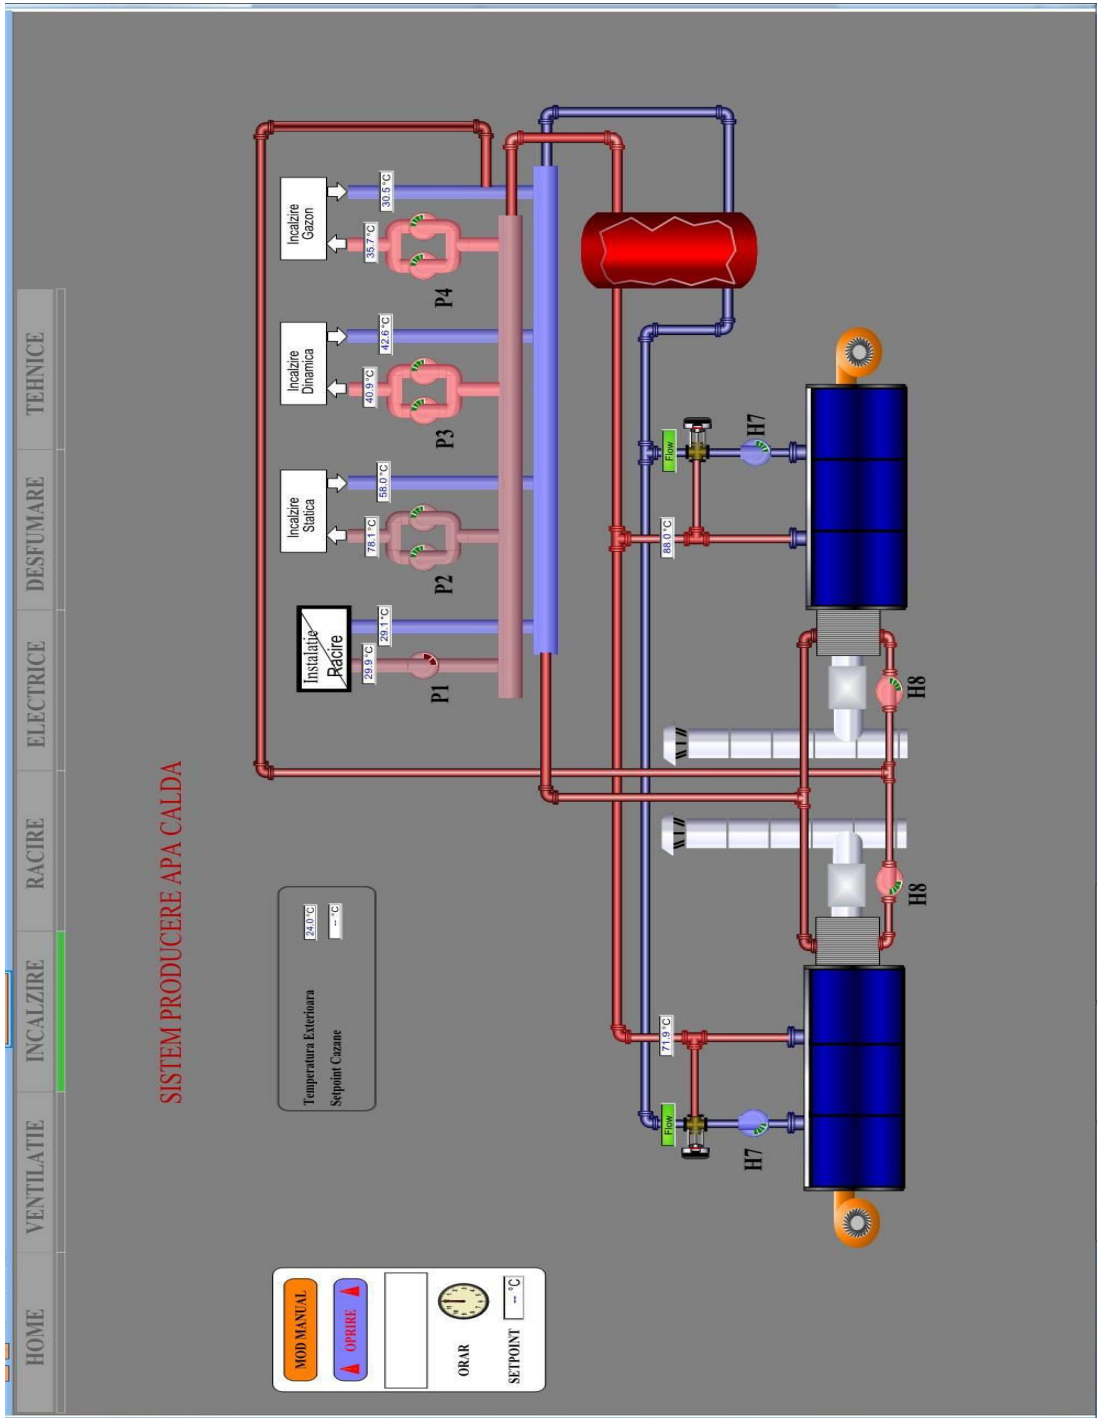 HOME
VENTILATIE
INCALZIRE
RACIRE
ELECTRICE
DESFUMARE
TEHNICE
SISTEM PRODUCERE APA CALDA
MOD MANUAL
OPRIRE
ORAR
SETPOINT
-- °C
Temperatura Exterioara
24.0°C
Setpoint Cazane
-- °C
Instalatie
Racire
29.9°C
29.1°C
P1
Incalzire
Statica
78.1°C
58.0°C
P2
Incalzire
Dinamica
40.9°C
42.6°C
P3
Incalzire
Gazon
35.7°C
30.5°C
P4
Flow
71.9°C
88.0°C
Flow
H7
H7
H8
H8